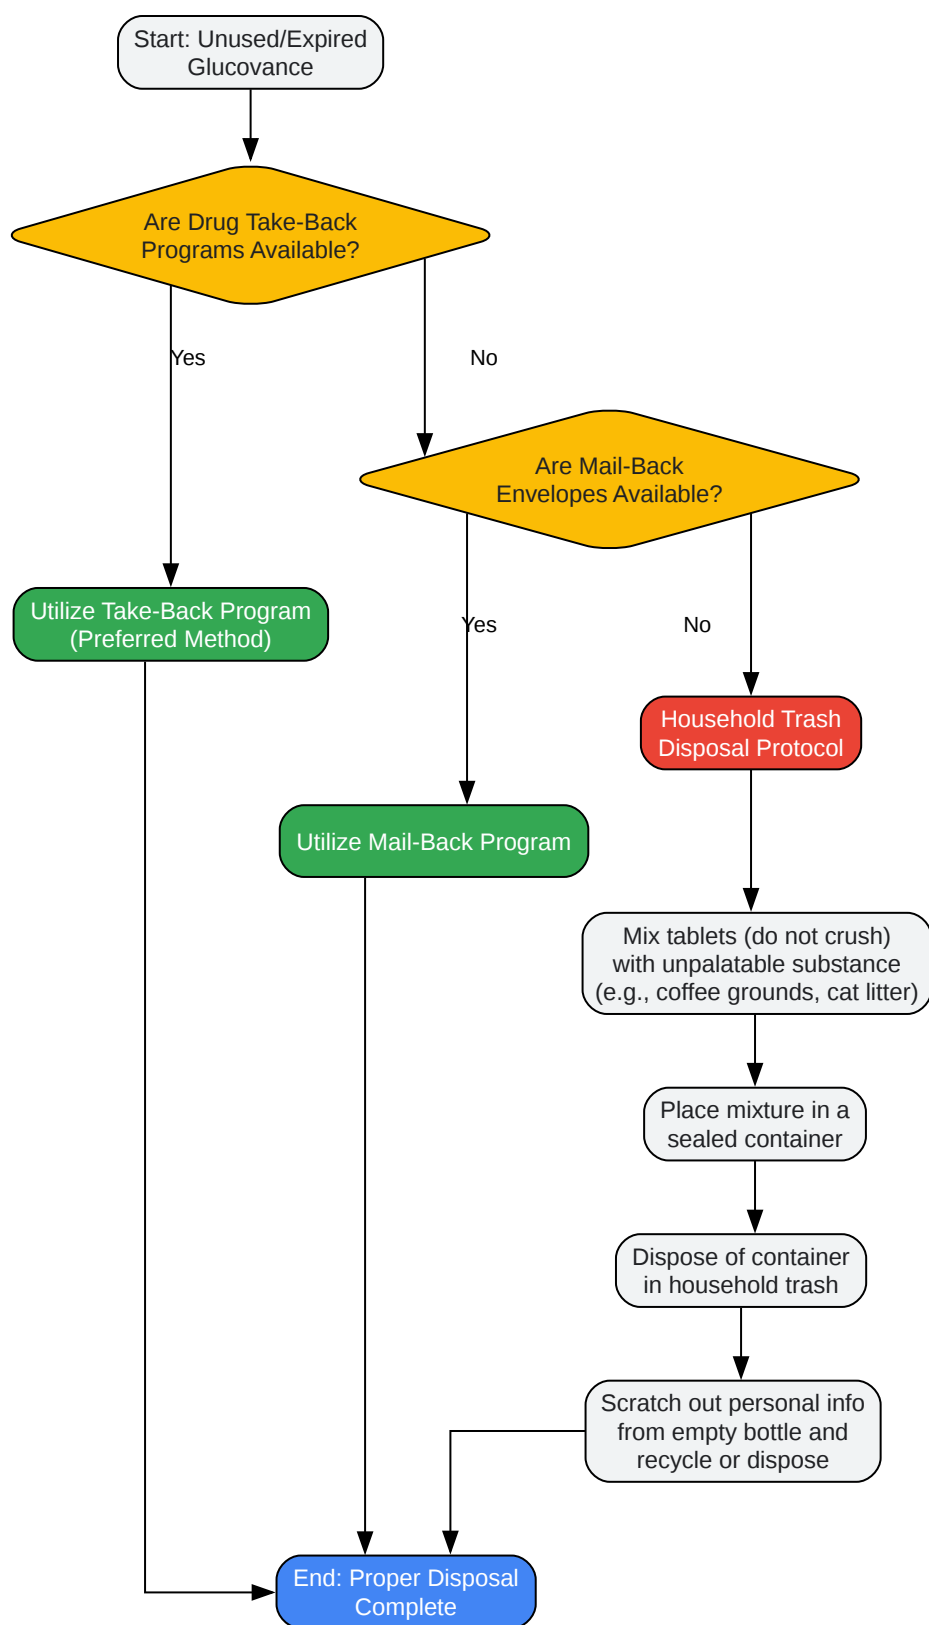 Start: Unused/Expired
Glucovance
Are Drug Take-Back
Programs Available?
Yes
No
Are Mail-Back
Envelopes Available?
Utilize Take-Back Program
(Preferred Method)
Yes
No
Household Trash
Disposal Protocol
Utilize Mail-Back Program
Mix tablets (do not crush)
with unpalatable substance
(e.g., coffee grounds, cat litter)
Place mixture in a
sealed container
Dispose of container
in household trash
Scratch out personal info
from empty bottle and
recycle or dispose
End: Proper Disposal
Complete